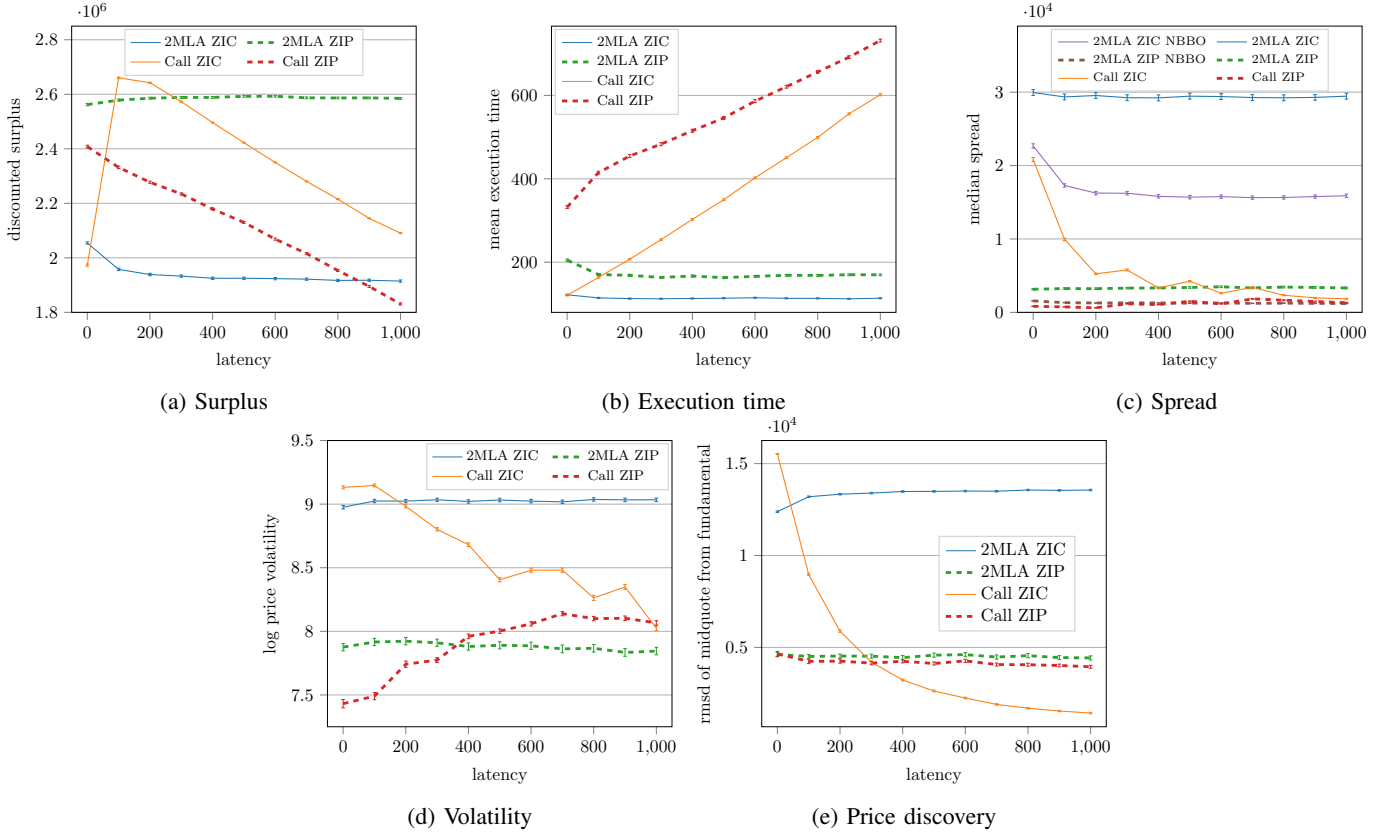 ·10⁶
2.8
2.6
2.4
2.2
2
1.8
discounted surplus
2MLA ZIC
2MLA ZIP
Call ZIC
Call ZIP
0
200
400
600
800
1,000
latency
(a) Surplus
600
400
200
mean execution time
2MLA ZIC
2MLA ZIP
Call ZIC
Call ZIP
0
200
400
600
800
1,000
latency
(b) Execution time
·10⁴
3
2
1
0
median spread
2MLA ZIC NBBO
2MLA ZIC
2MLA ZIP NBBO
2MLA ZIP
Call ZIC
Call ZIP
0
200
400
600
800
1,000
latency
(c) Spread
9.5
9
8.5
8
7.5
log price volatility
2MLA ZIC
2MLA ZIP
Call ZIC
Call ZIP
0
200
400
600
800
1,000
latency
(d) Volatility
·10⁴
1.5
1
0.5
rmsd of midquote from fundamental
2MLA ZIC
2MLA ZIP
Call ZIC
Call ZIP
0
200
400
600
800
1,000
latency
(e) Price discovery